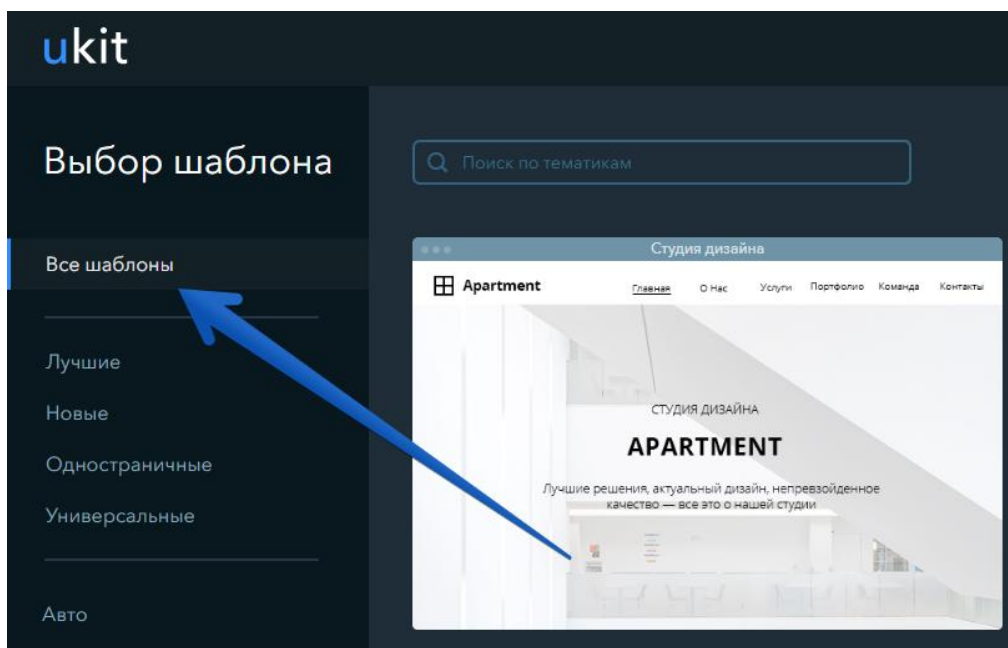 ukit
Выбор шаблона
Поиск по тематикам
Все шаблоны
Лучшие
Новые
Одностраничные
Универсальные
Авто
Студия дизайна
Apartment
Главная О Нас Услуги Портфолио Команда Контакты
СТУДИЯ ДИЗАЙНА
APARTMENT
Лучшие решения, актуальный дизайн, непревзойденное
качество — все это о нашей студии